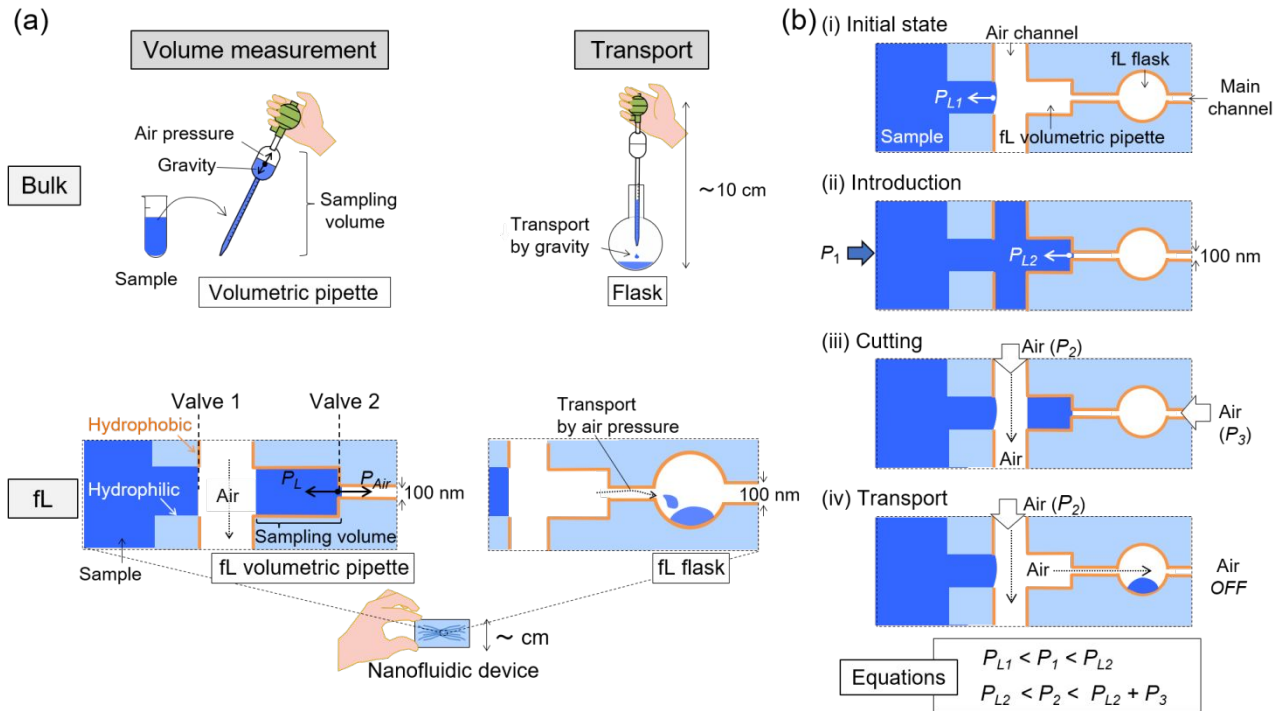 (a)
Volume measurement
Transport
Bulk
Air pressure
Gravity
Sampling
volume
Sample
Volumetric pipette
Transport
by gravity
~10 cm
Flask
Valve 1
Valve 2
Hydrophobic
Hydrophilic
fL
Air
P_L
P_Air
100 nm
Sampling volume
Sample
fL volumetric pipette
Transport
by air pressure
100 nm
fL flask
~ cm
Nanofluidic device
(b)
(i) Initial state
Air channel
fL flask
P_L1
Main
channel
Sample
fL volumetric pipette
(ii) Introduction
P_1
P_L2
100 nm
(iii) Cutting
Air (P_2)
Air
(P_3)
Air
(iv) Transport
Air (P_2)
Air
Air
OFF
Equations
P_L1 < P_1 < P_L2
P_L2 < P_2 < P_L2 + P_3